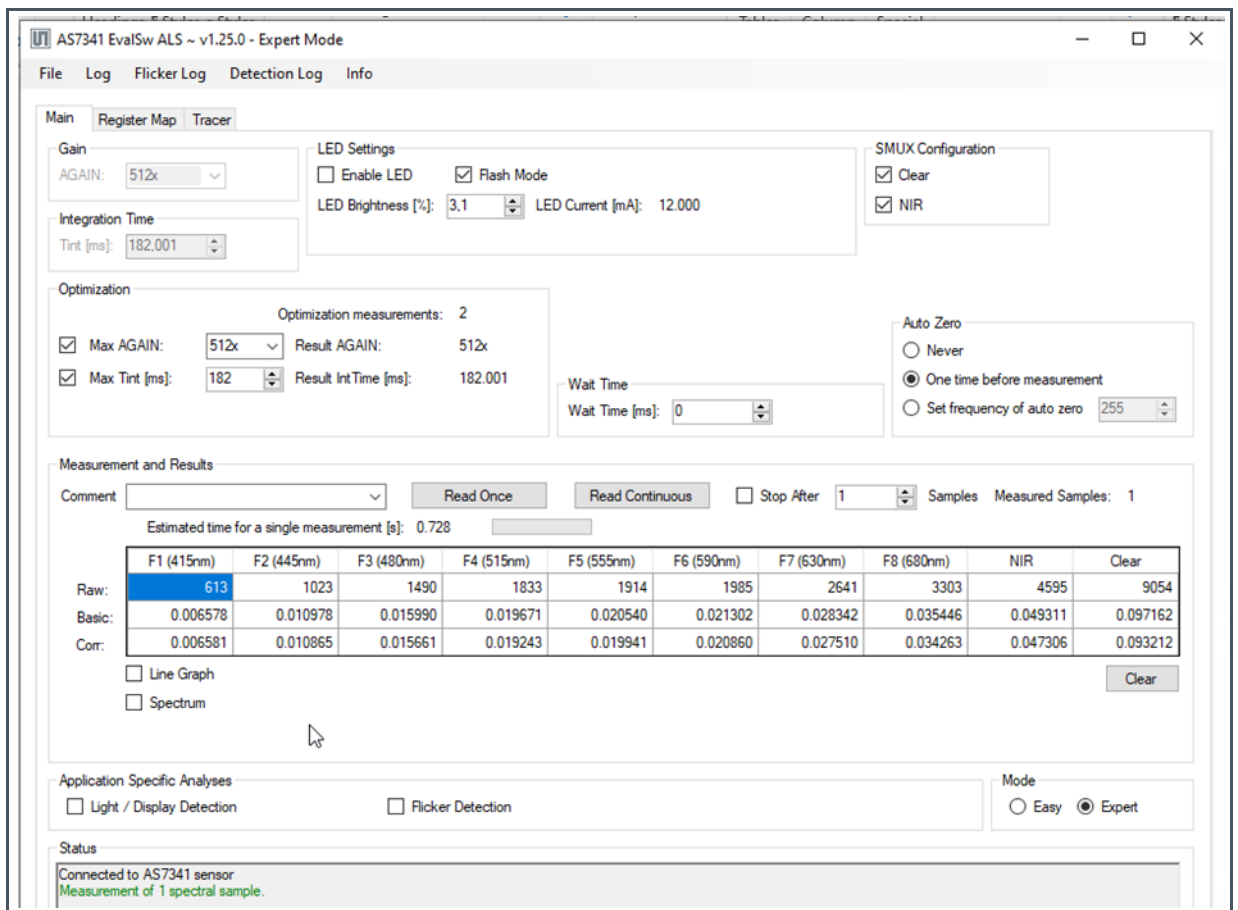 AS7341 EvalSw ALS ~ v1.25.0 - Expert Mode
File Log Flicker Log Detection Log Info
Main Register Map Tracer
Gain
AGAIN: 512x
Integration Time
Tint [ms]: 182,001
LED Settings
Enable LED Flash Mode
LED Brightness [%]: 3,1 LED Current [mA]: 12.000
SMUX Configuration
Clear
NIR
Optimization
Optimization measurements: 2
Max AGAIN: 512x Result AGAIN: 512x
Max Tint [ms]: 182 Result IntTime [ms]: 182.001
Wait Time
Wait Time [ms]: 0
Auto Zero
Never
One time before measurement
Set frequency of auto zero 255
Measurement and Results
Comment Read Once Read Continuous Stop After 1 Samples Measured Samples: 1
Estimated time for a single measurement [s]: 0.728
F1 (415nm) F2 (445nm) F3 (480nm) F4 (515nm) F5 (555nm) F6 (590nm) F7 (630nm) F8 (680nm) NIR Clear
Raw: 613 1023 1490 1833 1914 1985 2641 3303 4595 9054
Basic: 0.006578 0.010978 0.015990 0.019671 0.020540 0.021302 0.028342 0.035446 0.049311 0.097162
Corr: 0.006581 0.010865 0.015661 0.019243 0.019941 0.020860 0.027510 0.034263 0.047306 0.093212
Line Graph
Clear
Spectrum
Application Specific Analyses
Light / Display Detection Flicker Detection
Mode
Easy Expert
Status
Connected to AS7341 sensor
Measurement of 1 spectral sample.